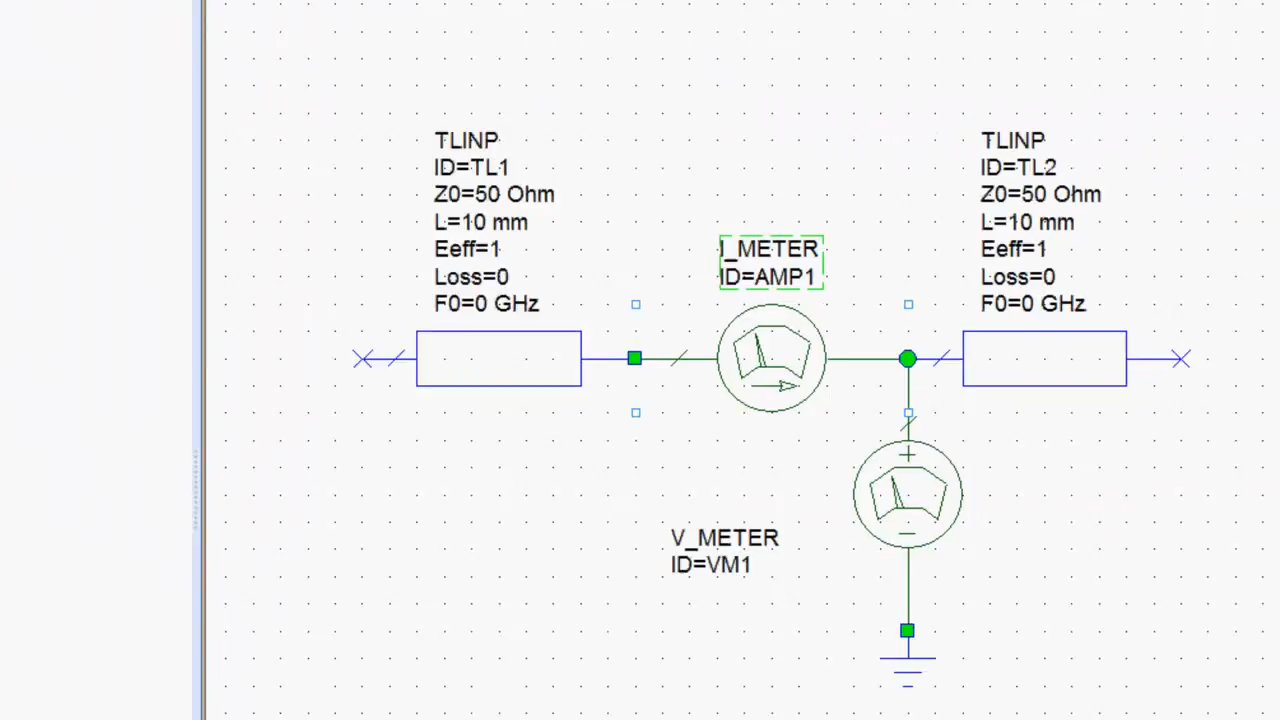 TLINP
ID=TL1
Z0=50 Ohm
L=10 mm
Eeff=1
Loss=0
F0=0 GHz
I_METER
ID=AMP1
TLINP
ID=TL2
Z0=50 Ohm
L=10 mm
Eeff=1
Loss=0
F0=0 GHz
V_METER
ID=VM1